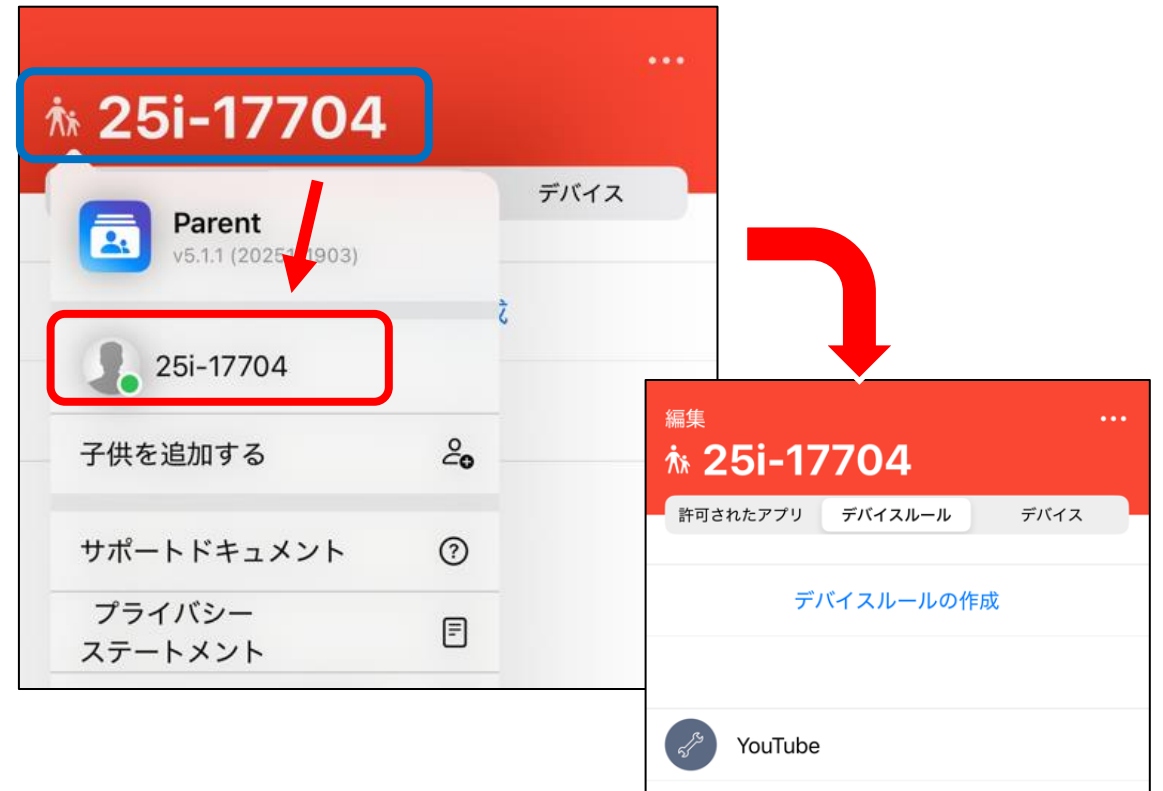 25i-17704
デバイス
Parent
v5.1.1 (20251 1903)
25i-17704
子供を追加する
サポートドキュメント
プライバシー
ステートメント
編集
25i-17704
許可されたアプリ デバイスルール デバイス
デバイスルールの作成
YouTube